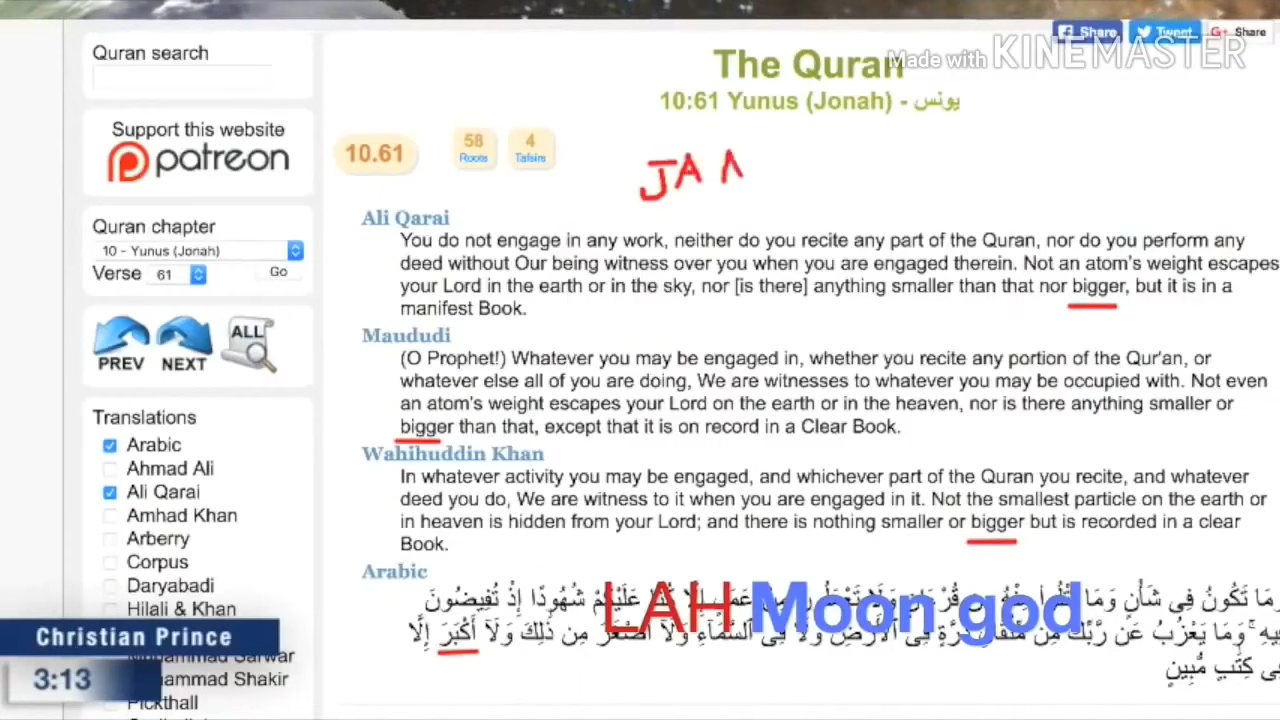 Share
Tweet
Share
Made with KINEMASTER
Quran search
The Quran
10:61 Yunus (Jonah) - يونس
Support this website
patreon
10.61
58
Roots
4
Tafsirs
JA
Quran chapter
10 - Yunus (Jonah)
Verse 61
Go
PREV
NEXT
ALL
Ali Qarai
You do not engage in any work, neither do you recite any part of the Quran, nor do you perform any
deed without Our being witness over you when you are engaged therein. Not an atom's weight escapes
your Lord in the earth or in the sky, nor [is there] anything smaller than that nor bigger, but it is in a
manifest Book.
Maududi
(O Prophet!) Whatever you may be engaged in, whether you recite any portion of the Qur'an, or
whatever else all of you are doing, We are witnesses to whatever you may be occupied with. Not even
an atom's weight escapes your Lord on the earth or in the heaven, nor is there anything smaller or
bigger than that, except that it is on record in a Clear Book.
Wahihuddin Khan
In whatever activity you may be engaged, and whichever part of the Quran you recite, and whatever
deed you do, We are witness to it when you are engaged in it. Not the smallest particle on the earth or
in heaven is hidden from your Lord; and there is nothing smaller or bigger but is recorded in a clear
Book.
Arabic
مَا تَكُونُ فِى شَأْنٍ وَمَا عَلَيْكُمْ شُهُودًا إِذْ تُفِيضُونَ
فِيهِ ۚ وَمَا يَعْزُبُ عَن رَّبِّكَ مِن ذَٰلِكَ وَلَآ أَكْبَرَ إِلَّا
فِى كِتَٰبٍ مُّبِينٍ
LAH Moon god
Translations
Arabic
Ahmad Ali
Ali Qarai
Amhad Khan
Arberry
Corpus
Daryabadi
Hilali & Khan
Sarwar
Shakir
Pickthall
Christian Prince
3:13